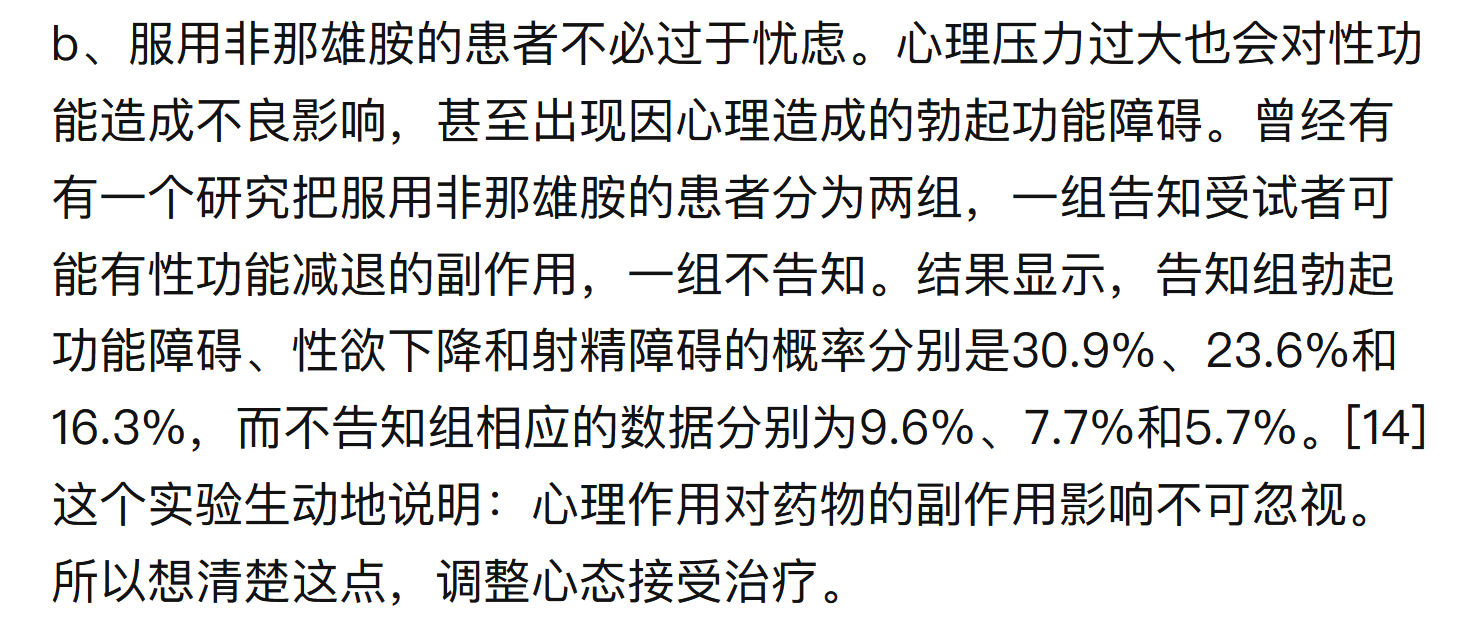 b、服用非那雄胺的患者不必过于忧虑。心理压力过大也会对性功
能造成不良影响，甚至出现因心理造成的勃起功能障碍。曾经有
有一个研究把服用非那雄胺的患者分为两组，一组告知受试者可
能有性功能减退的副作用，一组不告知。结果显示，告知组勃起
功能障碍、性欲下降和射精障碍的概率分别是30.9%、23.6%和
16.3%，而不告知组相应的数据分别为9.6%、7.7%和5.7%。[14]
这个实验生动地说明：心理作用对药物的副作用影响不可忽视。
所以想清楚这点，调整心态接受治疗。